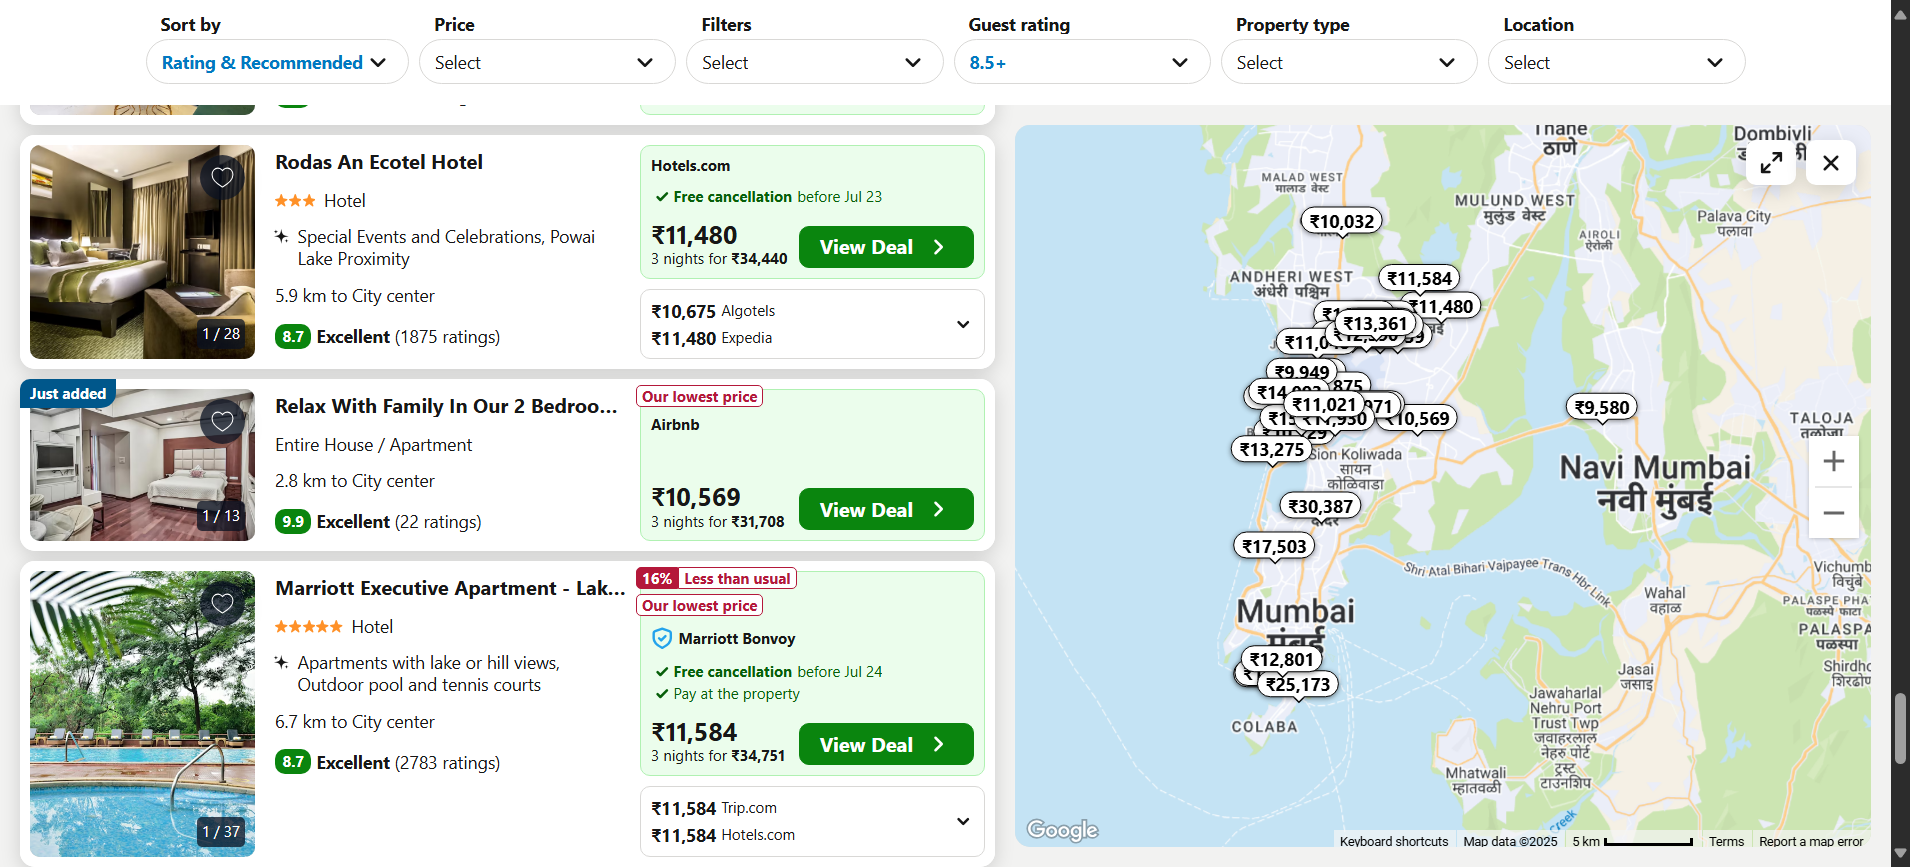 Sort by
Rating & Recommended
Price
Select
Filters
Select
Guest rating
8.5+
Property type
Select
Location
Select
Rodas An Ecotel Hotel
Hotel
Special Events and Celebrations, Powai
Lake Proximity
5.9 km to City center
8.7 Excellent (1875 ratings)
1 / 28
Hotels.com
Free cancellation before Jul 23
₹11,480
3 nights for ₹34,440
View Deal
₹10,675 Algotels
₹11,480 Expedia
Just added
Relax With Family In Our 2 Bedroo...
Entire House / Apartment
2.8 km to City center
9.9 Excellent (22 ratings)
1 / 13
Our lowest price
Airbnb
₹10,569
3 nights for ₹31,708
View Deal
Marriott Executive Apartment - Lak...
Hotel
Apartments with lake or hill views,
Outdoor pool and tennis courts
6.7 km to City center
8.7 Excellent (2783 ratings)
1 / 37
16% Less than usual
Our lowest price
Marriott Bonvoy
Free cancellation before Jul 24
Pay at the property
₹11,584
3 nights for ₹34,751
View Deal
₹11,584 Trip.com
₹11,584 Hotels.com
Thane
ठाणे
Dombivli
MALAD WEST
मालाड वेस्ट
MULUND WEST
मुलुंड वेस्ट
Palava City
पलावा
₹10,032
AIROLI
ऐरोली
ANDHERI WEST
अंधेरी पश्चिम
₹11,584
₹11,480
₹13,361
₹9,949
₹11,021
₹10,569
₹9,580
TALOJA
तळोजा
₹13,275
Sion Koliwada
सायन
कोळिवाडा
Navi Mumbai
नवी मुंबई
₹30,387
₹17,503
Shri Atal Bihari Vajpayee Trans Hbr Link
Vichumb
विचुंबे
Wahal
वहाळ
PALASPE PHA
पळस्पे फाटा
PALASPA
पळस्पा
Mumbai
मुंबई
₹12,801
₹25,173
Jasai
जसाई
Shirdho
शिरढोण
COLABA
Jawaharlal
Nehru Port
Trust Twp
जवाहरलाल
नेहरू पोर्ट
ट्रस्ट
टाउनशिप
Mhatwali
म्हातवळी
Creek
Google
Keyboard shortcuts
Map data ©2025
5 km
Terms
Report a map error